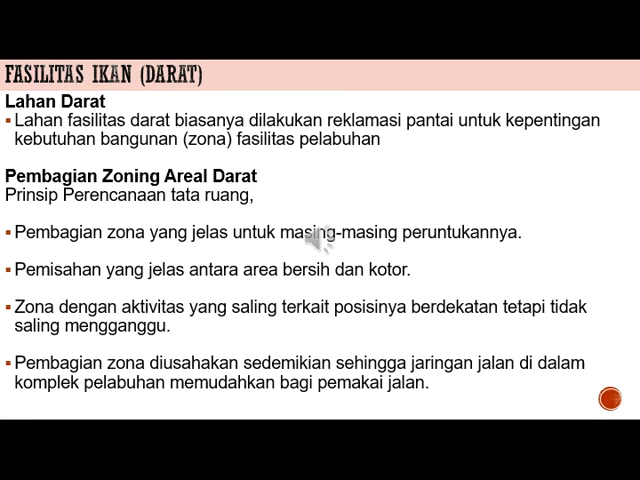 FASILITAS IKAN (DARAT)
Lahan Darat
▪Lahan fasilitas darat biasanya dilakukan reklamasi pantai untuk kepentingan
kebutuhan bangunan (zona) fasilitas pelabuhan
Pembagian Zoning Areal Darat
Prinsip Perencanaan tata ruang,
▪Pembagian zona yang jelas untuk masing-masing peruntukannya.
▪Pemisahan yang jelas antara area bersih dan kotor.
▪Zona dengan aktivitas yang saling terkait posisinya berdekatan tetapi tidak
saling mengganggu.
▪Pembagian zona diusahakan sedemikian sehingga jaringan jalan di dalam
komplek pelabuhan memudahkan bagi pemakai jalan.